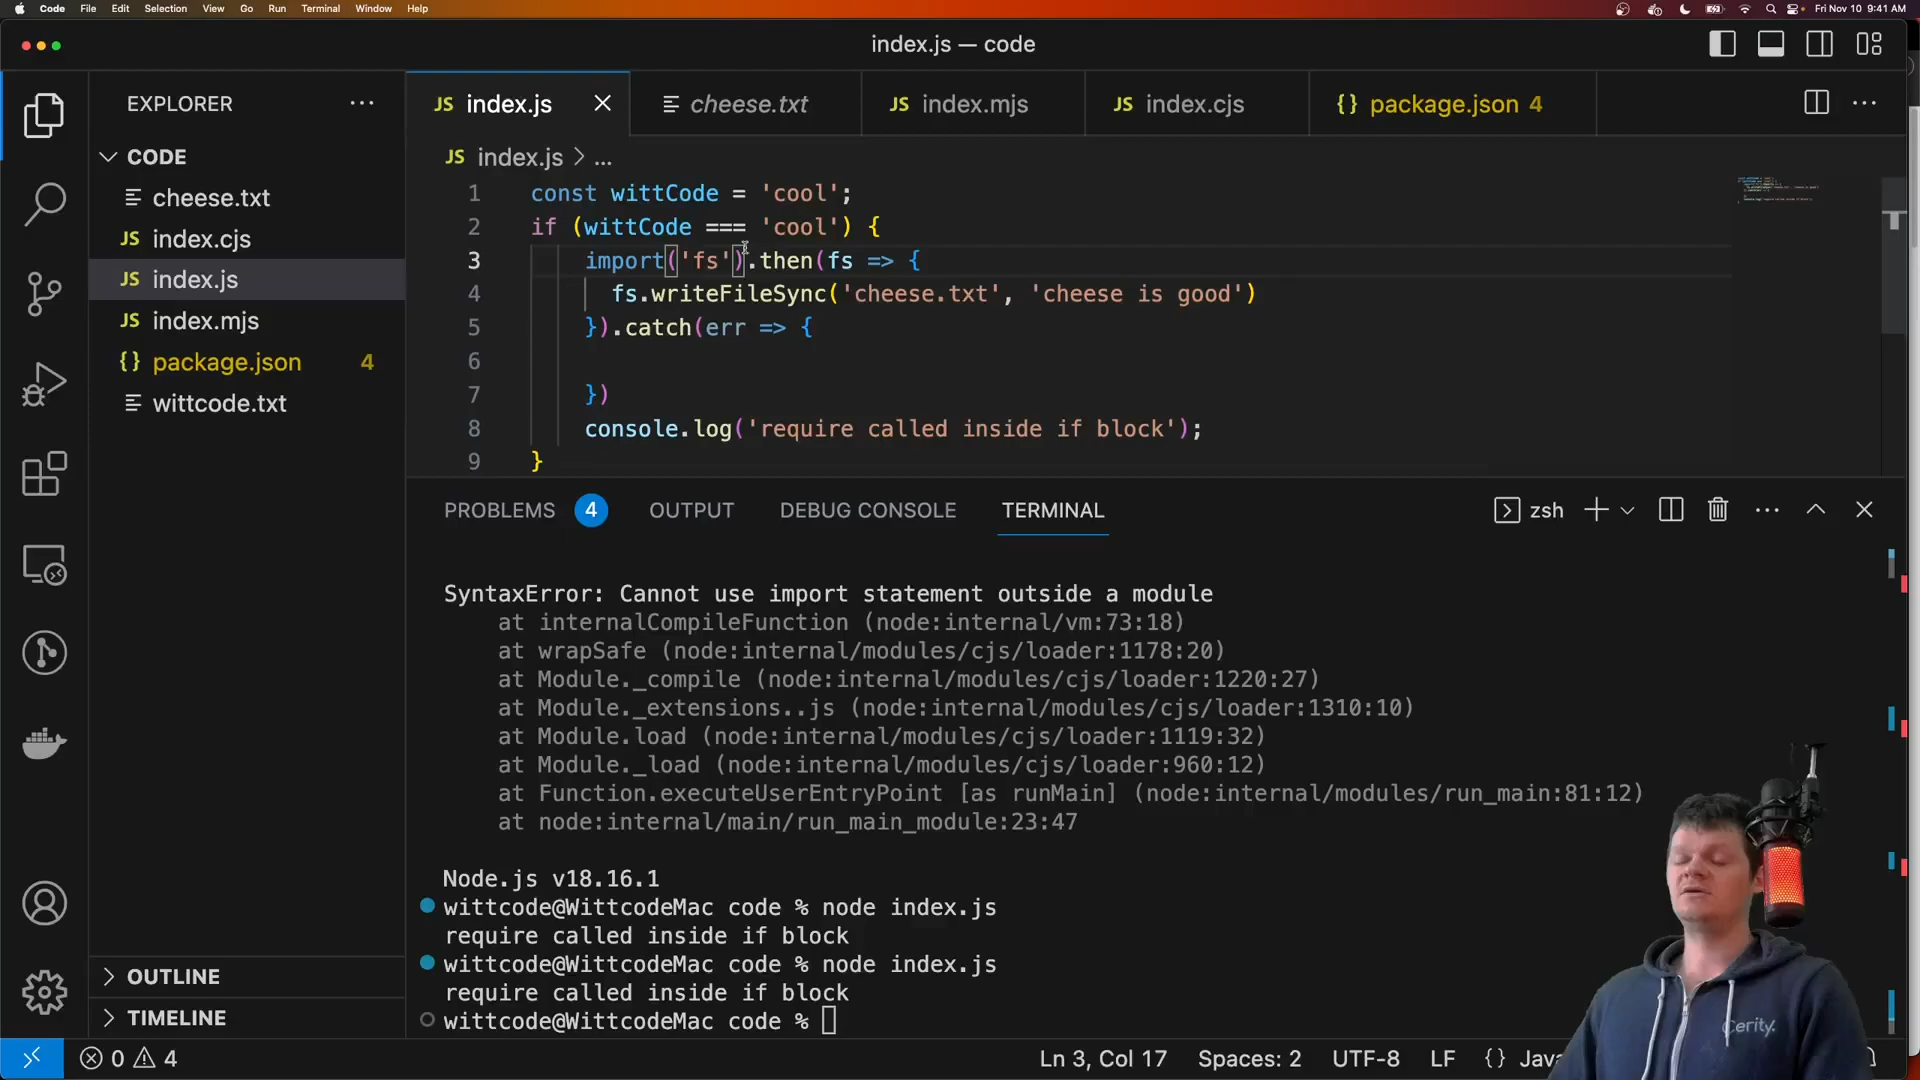 Code File Edit Selection View Go Run Terminal Window Help Fri Nov 10 9:41 AM
index.js — code
EXPLORER
CODE
cheese.txt
index.cjs
index.js
index.mjs
package.json 4
wittcode.txt
OUTLINE
TIMELINE
JS index.js cheese.txt JS index.mjs JS index.cjs {} package.json 4
JS index.js > ...
1 const wittCode = 'cool';
2 if (wittCode === 'cool') {
3 import('fs').then(fs => {
4 fs.writeFileSync('cheese.txt', 'cheese is good')
5 }).catch(err => {
6
7 })
8 console.log('require called inside if block');
9 }
PROBLEMS 4 OUTPUT DEBUG CONSOLE TERMINAL zsh
SyntaxError: Cannot use import statement outside a module
at internalCompileFunction (node:internal/vm:73:18)
at wrapSafe (node:internal/modules/cjs/loader:1178:20)
at Module._compile (node:internal/modules/cjs/loader:1220:27)
at Module._extensions..js (node:internal/modules/cjs/loader:1310:10)
at Module.load (node:internal/modules/cjs/loader:1119:32)
at Module._load (node:internal/modules/cjs/loader:960:12)
at Function.executeUserEntryPoint [as runMain] (node:internal/modules/run_main:81:12)
at node:internal/main/run_main_module:23:47
Node.js v18.16.1
wittcode@WittcodeMac code % node index.js
require called inside if block
wittcode@WittcodeMac code % node index.js
require called inside if block
wittcode@WittcodeMac code %
Cerity.
0 4 Ln 3, Col 17 Spaces: 2 UTF-8 LF {}